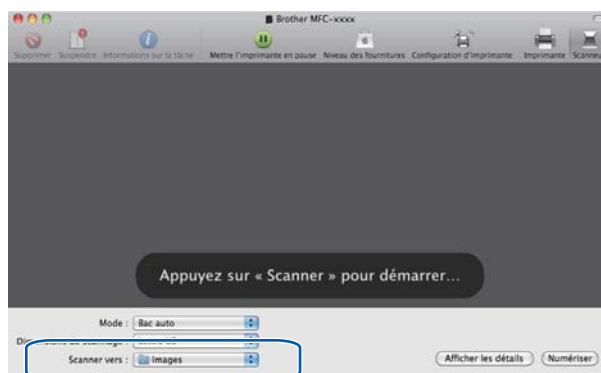 Brother MFC-xxxx
Supprimer Suspendre Informations sur la tâche Mettre l'imprimante en pause Niveau des fournitures Configuration d'imprimante Imprimante Scanneu
Appuyez sur « Scanner » pour démarrer...
Mode : Bac auto
Scanner vers : Images
Afficher les détails Numériser